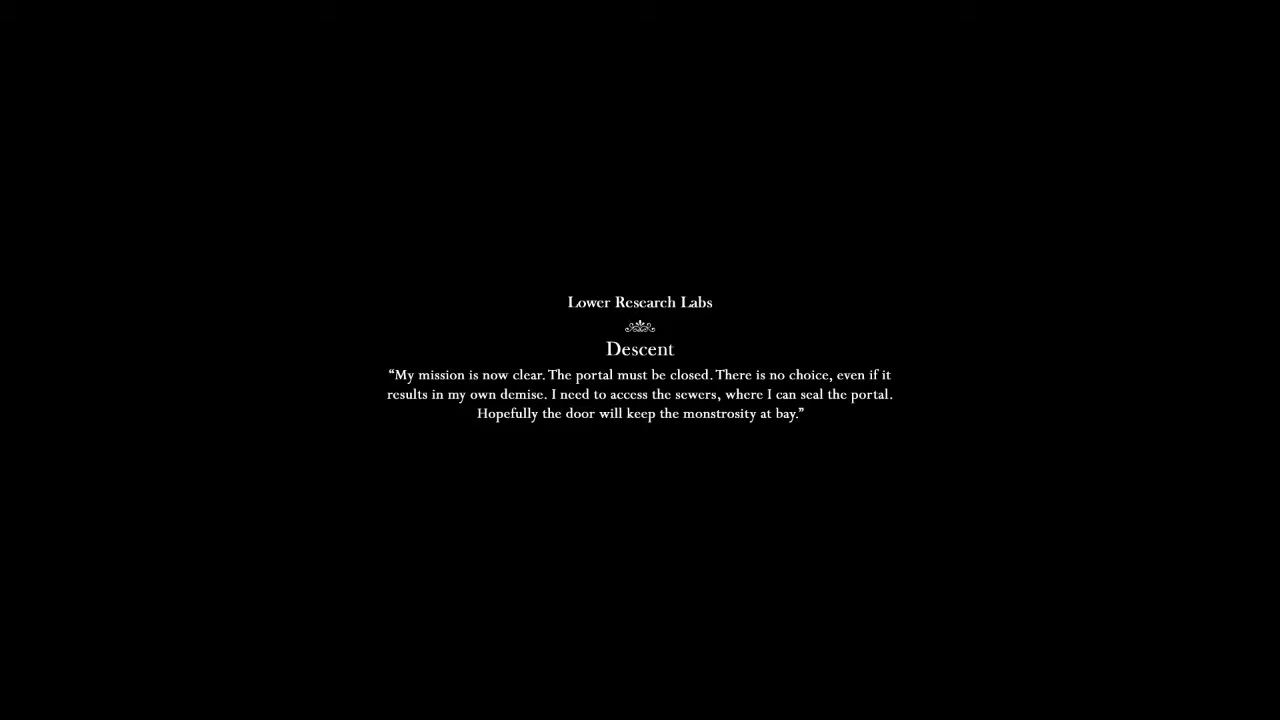 Lower Research Labs
Descent
“My mission is now clear. The portal must be closed. There is no choice, even if it
results in my own demise. I need to access the sewers, where I can seal the portal.
Hopefully the door will keep the monstrosity at bay.”